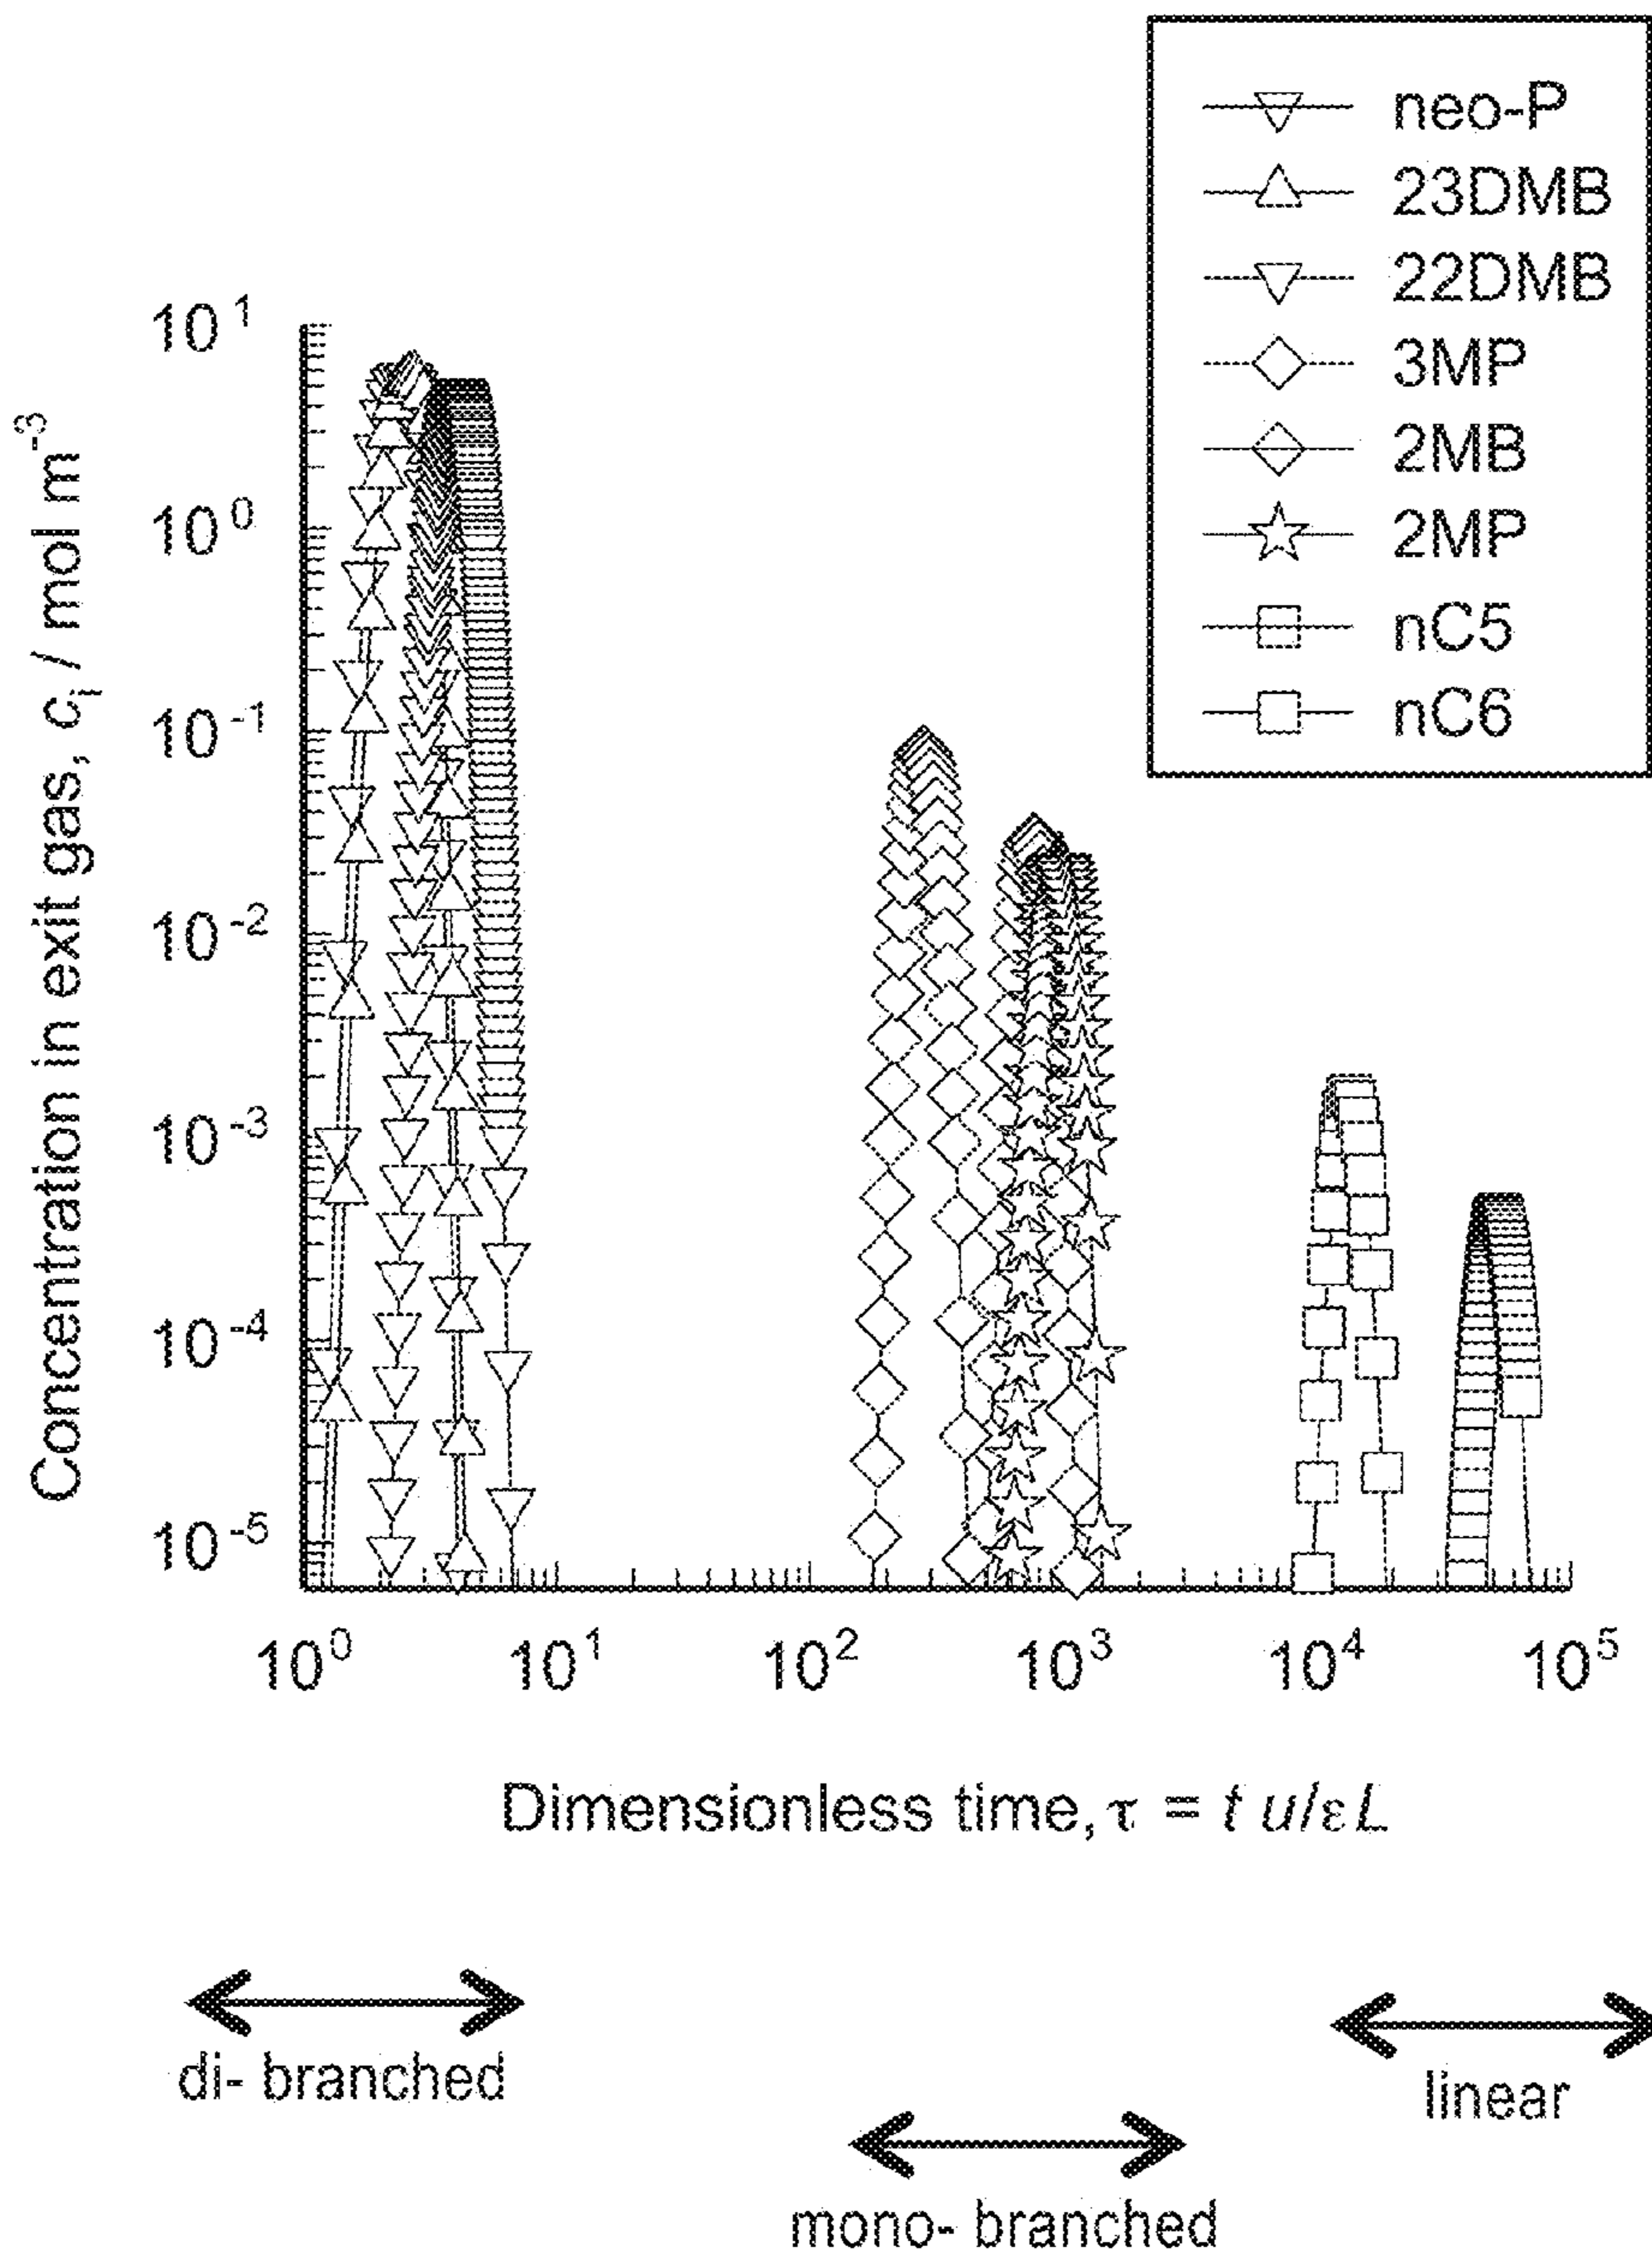 neo-P
23DMB
22DMB
3MP
2MB
2MP
nC5
nC6
Concentration in exit gas, cᵢ / mol m⁻³
10¹
10⁰
10⁻¹
10⁻²
10⁻³
10⁻⁴
10⁻⁵
10⁰ 10¹ 10² 10³ 10⁴ 10⁵
Dimensionless time, τ = t u/εL
di- branched
linear
mono- branched